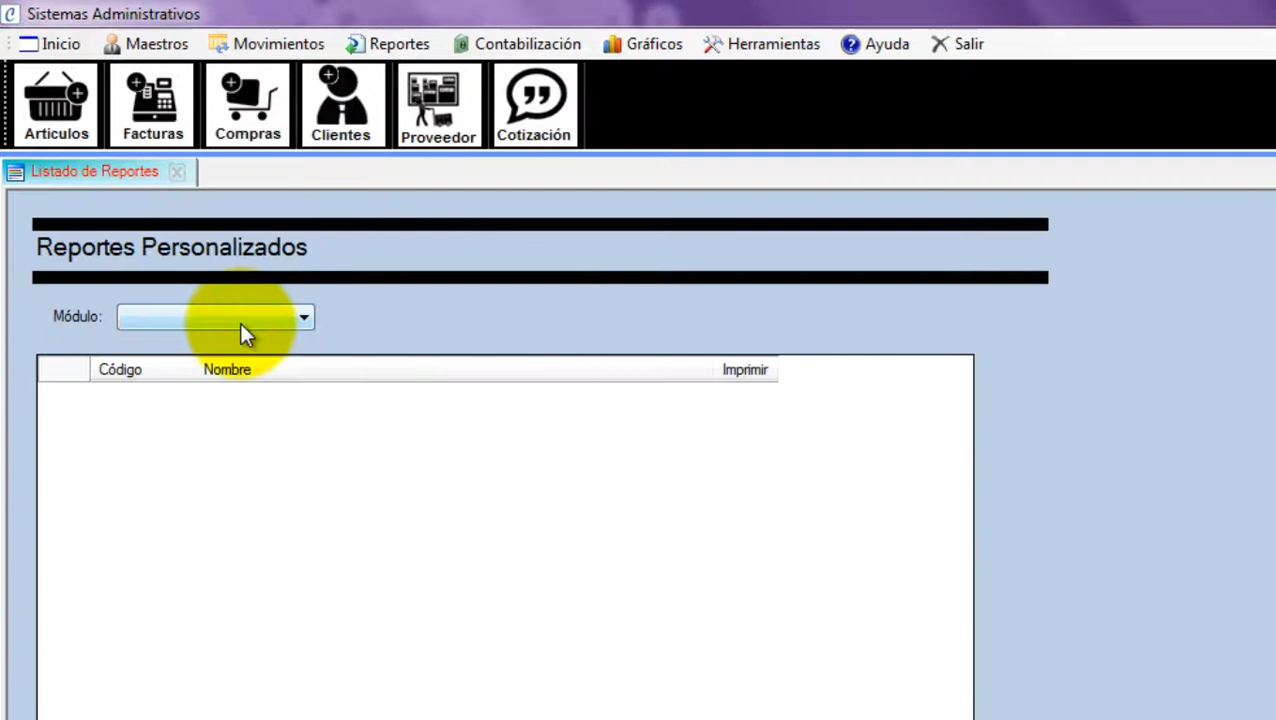 Sistemas Administrativos
Inicio Maestros Movimientos Reportes Contabilización Gráficos Herramientas Ayuda Salir
Articulos Facturas Compras Clientes Proveedor Cotización
Listado de Reportes
Reportes Personalizados
Módulo:
Código Nombre Imprimir